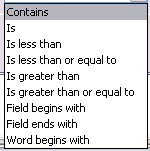 Contains
Is
Is less than
Is less than or equal to
Is greater than
Is greater than or equal to
Field begins with
Field ends with
Word begins with